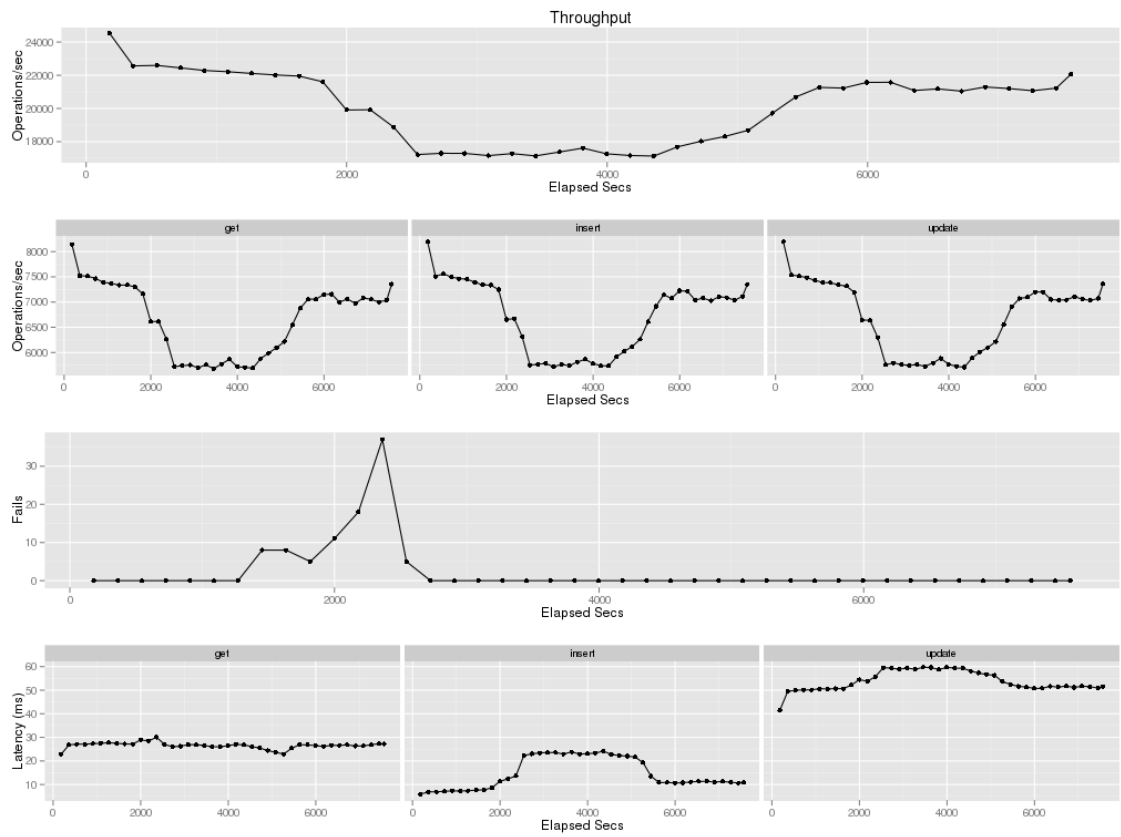 Throughput
Operations/sec
24000
22000
20000
18000
0 2000 4000 6000
Elapsed Secs
get insert update
Operations/sec
8000
7500
7000
6500
6000
0 2000 4000 6000 0 2000 4000 6000 0 2000 4000 6000
Elapsed Secs
Fails
30
20
10
0
0 2000 4000 6000
Elapsed Secs
get insert update
Latency (ms)
60
50
40
30
20
10
0 2000 4000 6000 0 2000 4000 6000 0 2000 4000 6000
Elapsed Secs